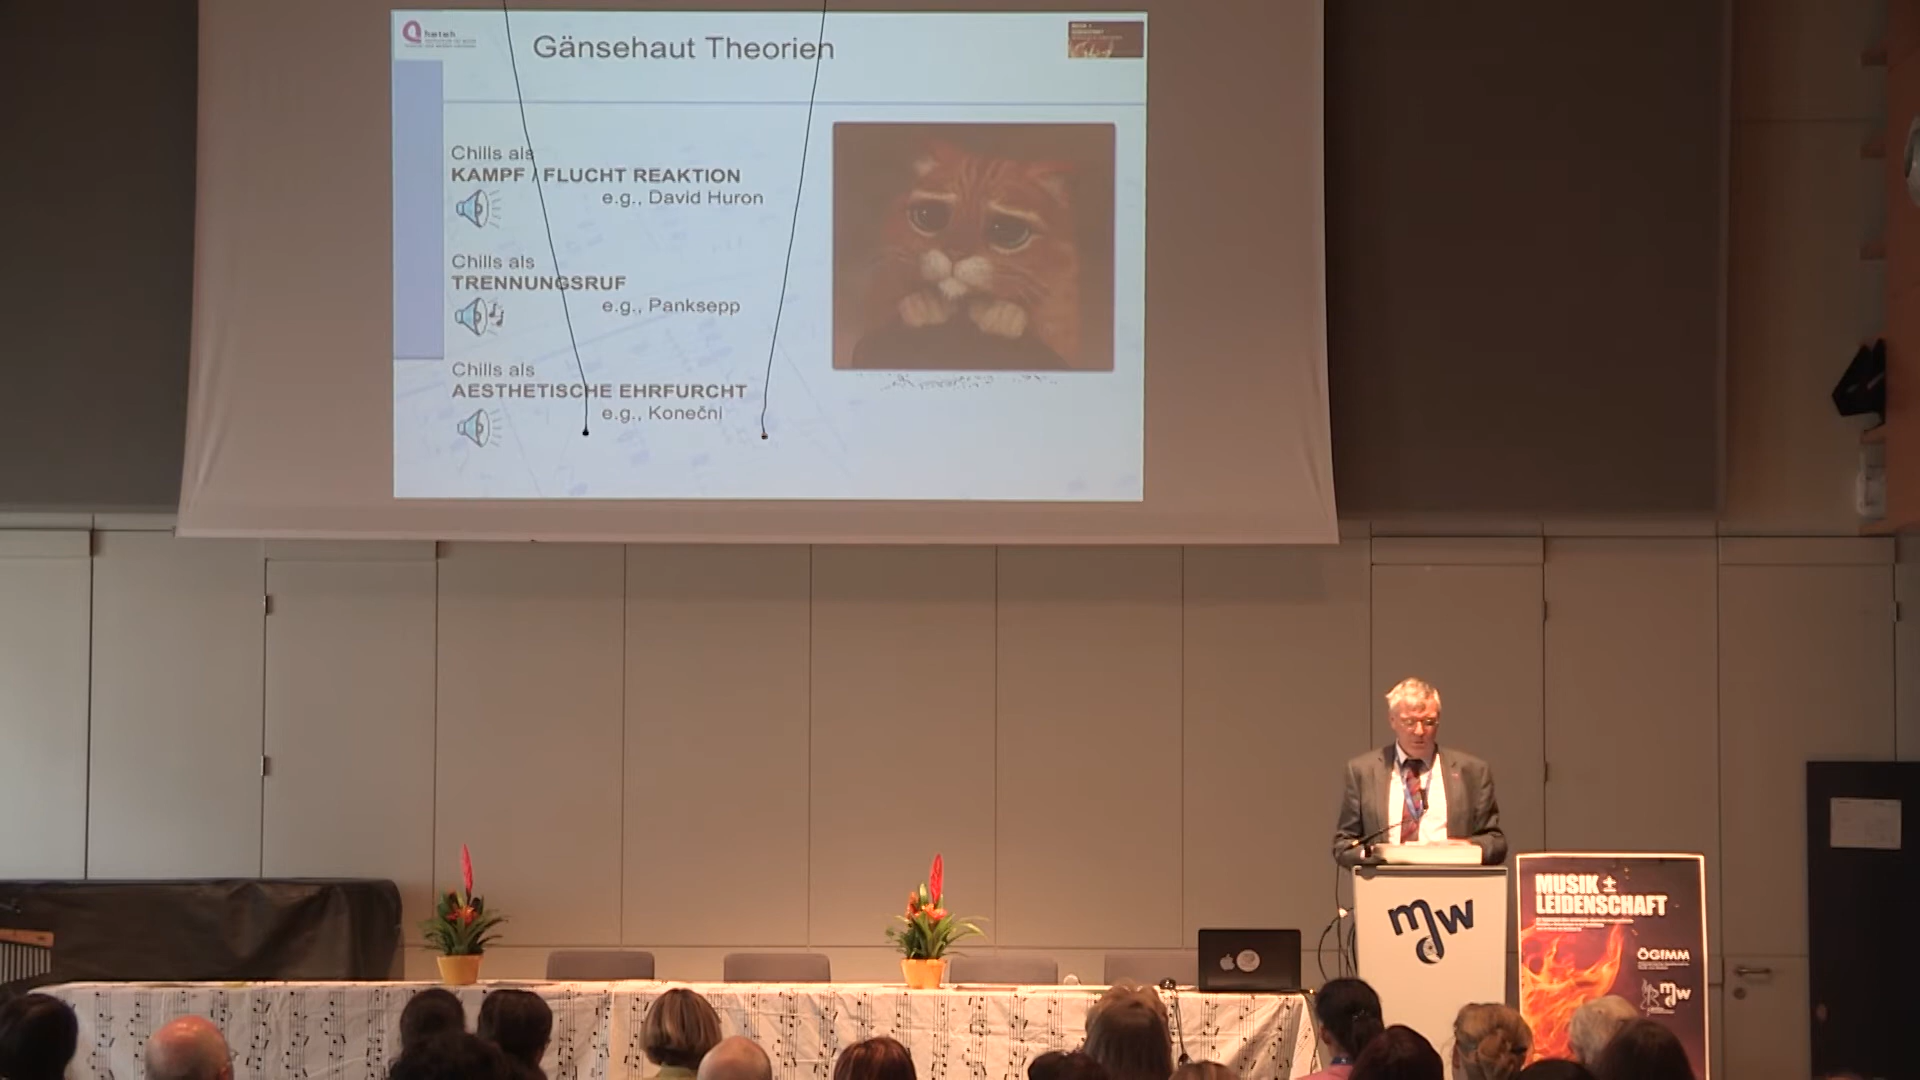 Gänsehaut Theorien
Chills als
KAMPF / FLUCHT REAKTION
e.g., David Huron
Chills als
TRENNUNGSRUF
e.g., Panksepp
Chills als
AESTHETISCHE EHRFURCHT
e.g., Konečni
mdw
MUSIK ±
LEIDENSCHAFT
ÖGIMM
mdw